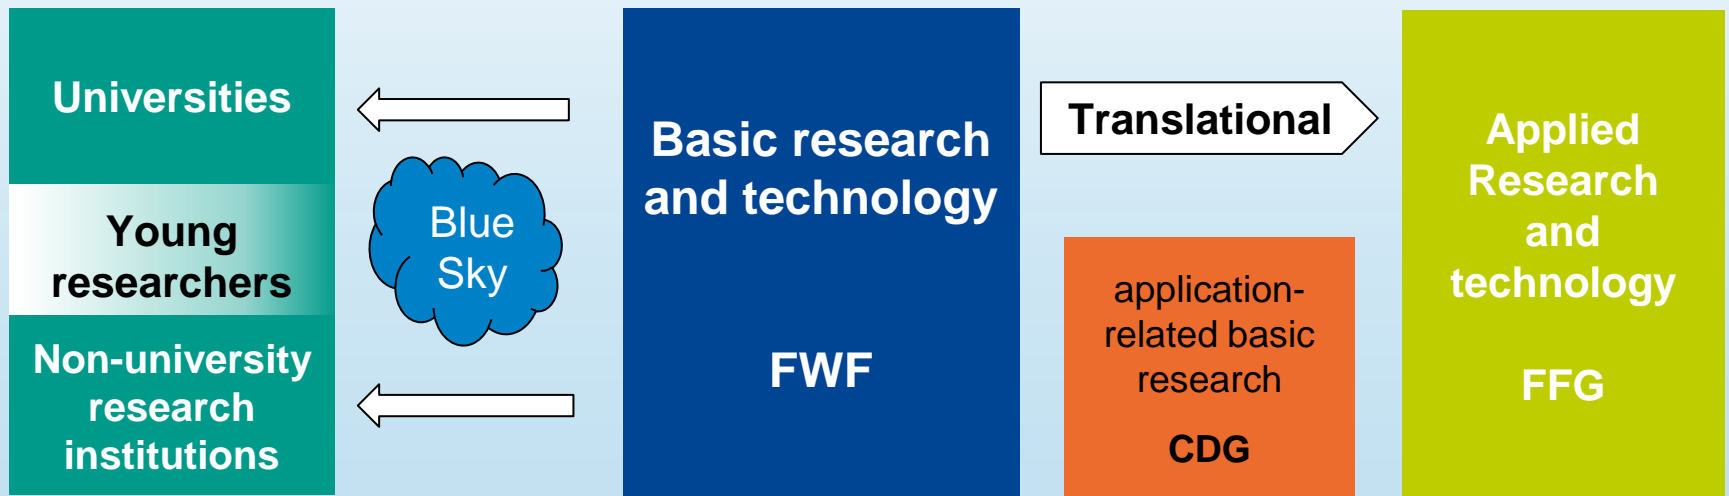 Universities
Young
researchers
Non-university
research
institutions
Blue
Sky
Basic research
and technology
FWF
Translational
application-
related basic
research
CDG
Applied
Research
and
technology
FFG